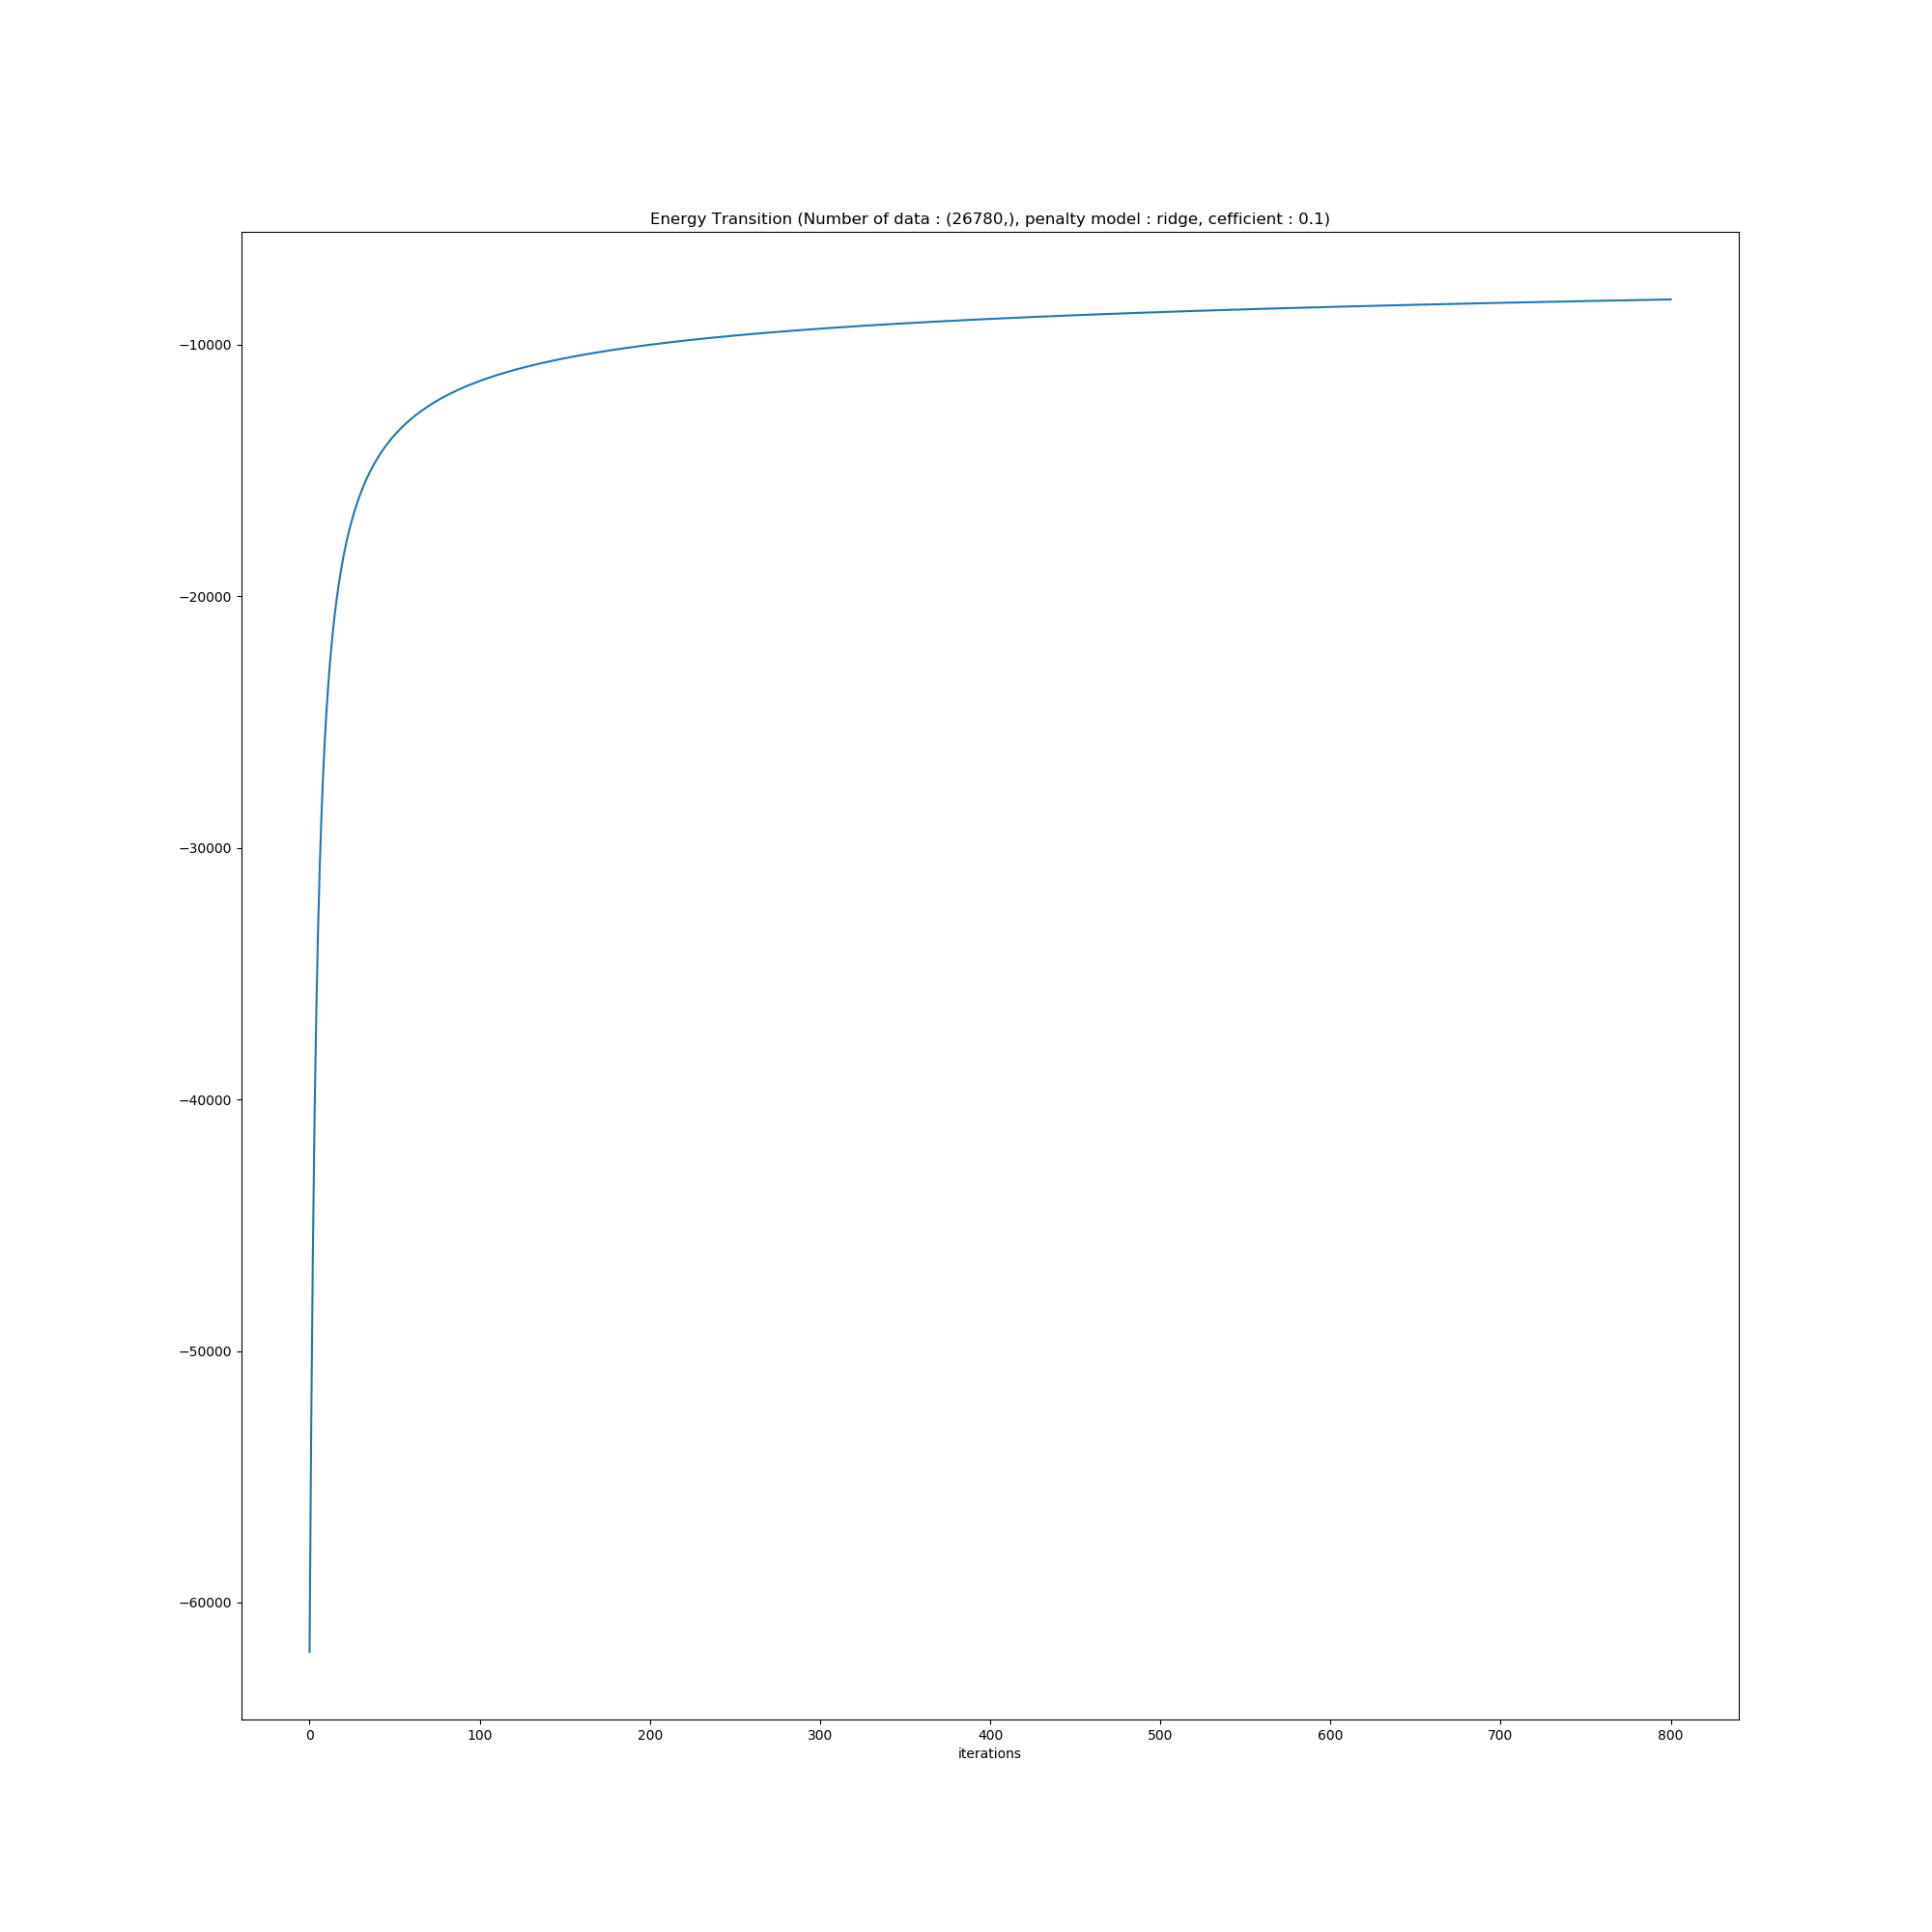 Energy Transition (Number of data : (26780,), penalty model : ridge, cefficient : 0.1)
−10000
−20000
−30000
−40000
−50000
−60000
0 100 200 300 400 500 600 700 800
iterations